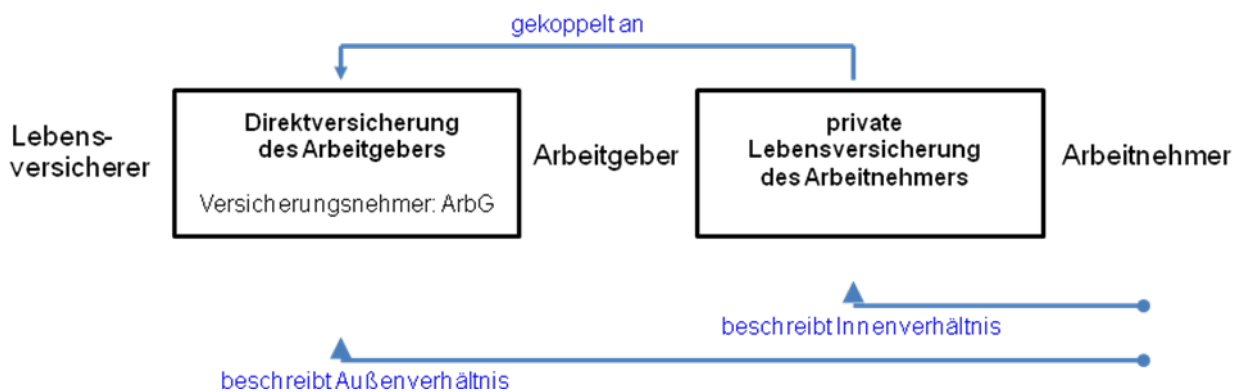 gekoppelt an
Lebens-
versicherer
Direktversicherung
des Arbeitgebers
Versicherungsnehmer: ArbG
Arbeitgeber
private
Lebensversicherung
des Arbeitnehmers
Arbeitnehmer
beschreibt Innenverhältnis
beschreibt Außenverhältnis